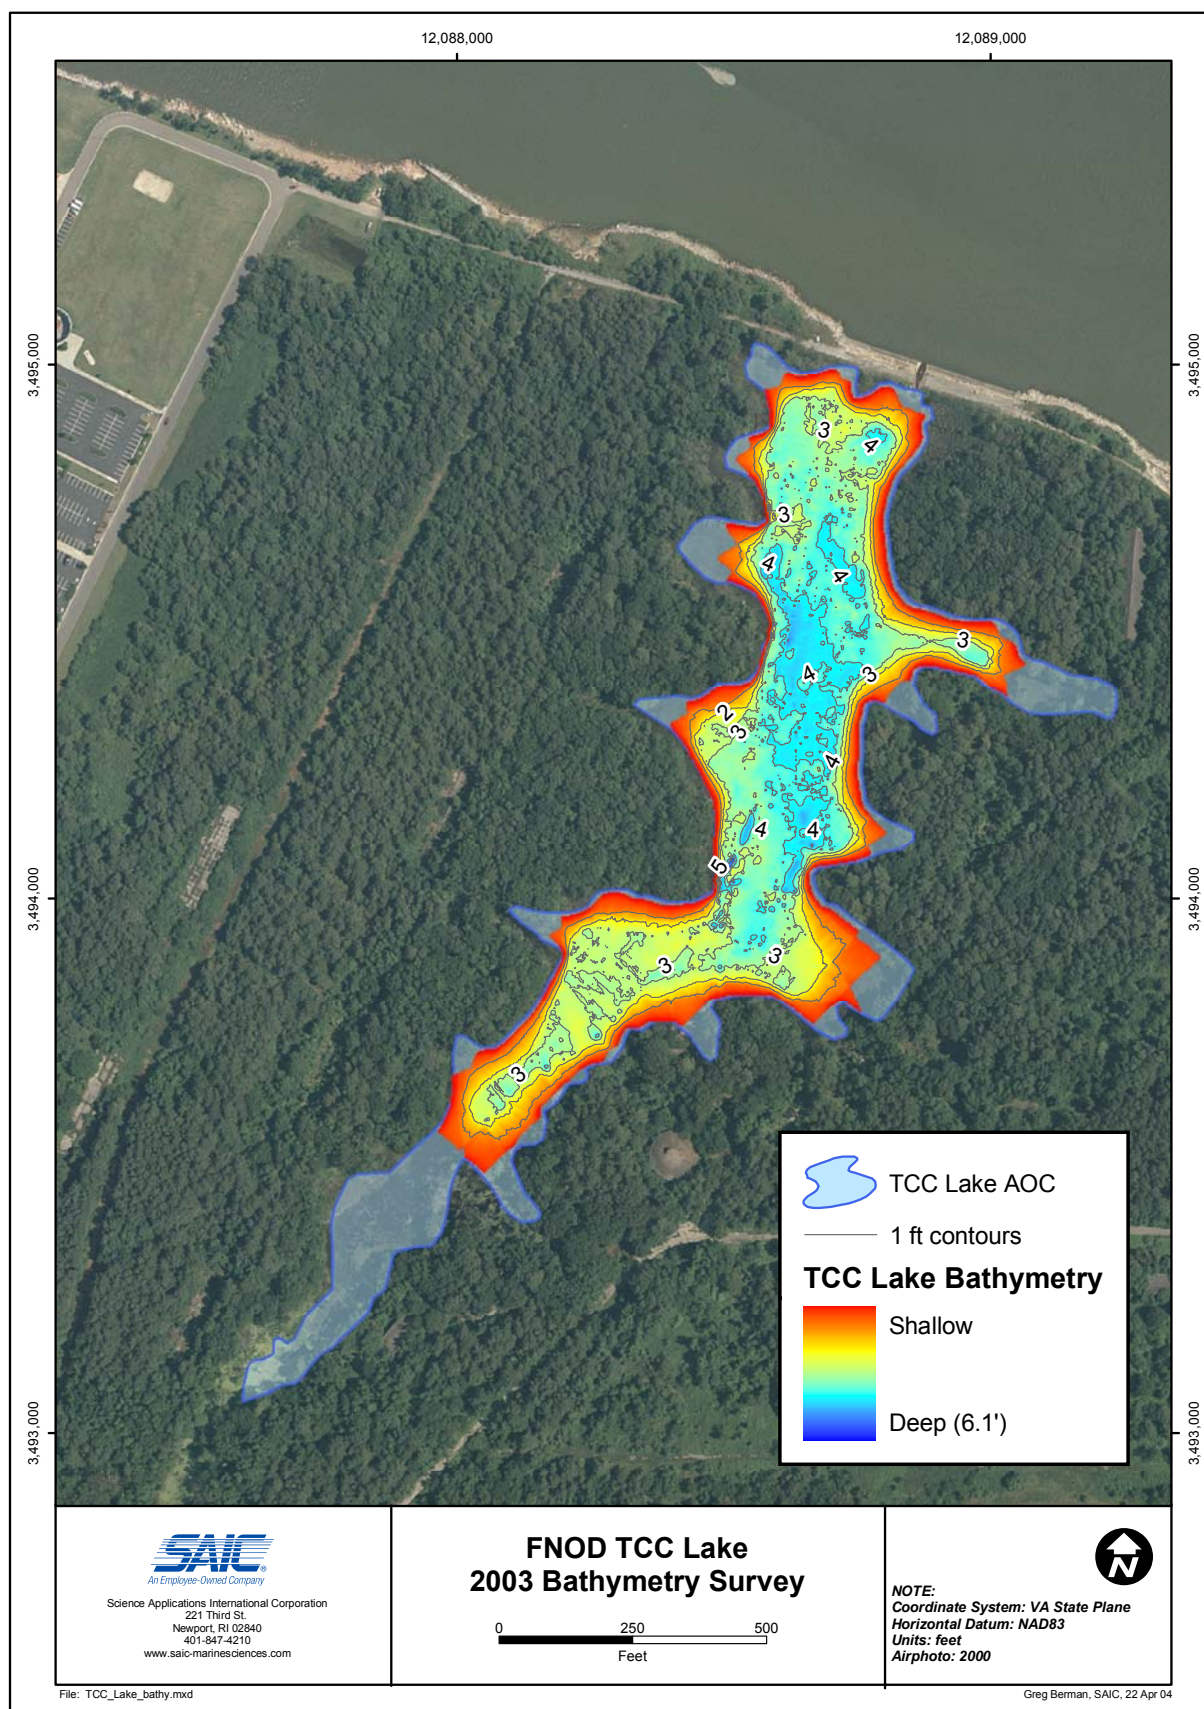 12,088,000
12,089,000
3,495,000
3,495,000
3
4
3
4
4
3
4
3
2
3
4
4
4
5
3,494,000
3,494,000
3
3
3
TCC Lake AOC
1 ft contours
TCC Lake Bathymetry
Shallow
Deep (6.1')
3,493,000
3,493,000
SAIC®
An Employee-Owned Company
Science Applications International Corporation
221 Third St.
Newport, RI 02840
401-847-4210
www.saic-marinesciences.com
FNOD TCC Lake
2003 Bathymetry Survey
0 250 500
Feet
N
NOTE:
Coordinate System: VA State Plane
Horizontal Datum: NAD83
Units: feet
Airphoto: 2000
File: TCC_Lake_bathy.mxd
Greg Berman, SAIC, 22 Apr 04